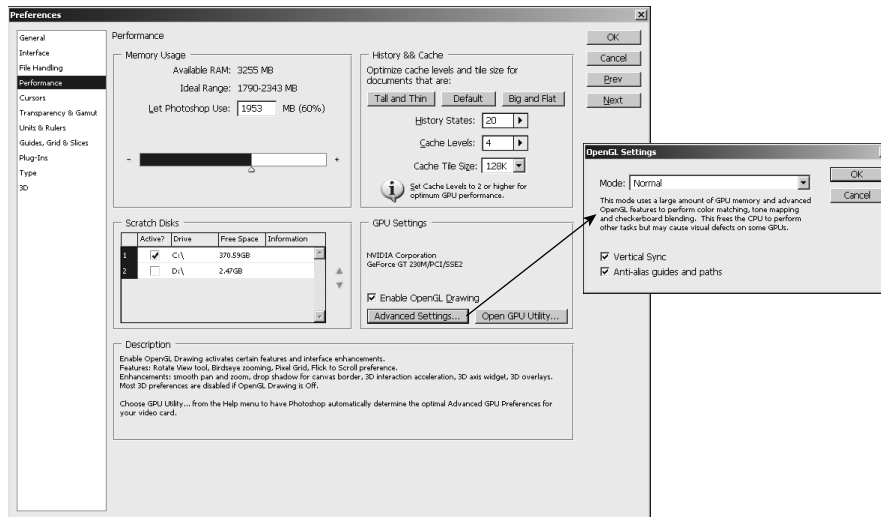 Preferences
General
Interface
File Handling
Performance
Cursors
Transparency & Gamut
Units & Rulers
Guides, Grid & Slices
Plug-Ins
Type
3D
Performance
Memory Usage
Available RAM: 3255 MB
Ideal Range: 1790-2343 MB
Let Photoshop Use: 1953 MB (60%)
- +
History && Cache
Optimize cache levels and tile size for
documents that are:
Tall and Thin Default Big and Flat
History States: 20
Cache Levels: 4
Cache Tile Size: 128K
Set Cache Levels to 2 or higher for
optimum GPU performance.
OK
Cancel
Prev
Next
Scratch Disks
Active? Drive Free Space Information
1 C:\ 370.59GB
2 D:\ 2.47GB
GPU Settings
NVIDIA Corporation
GeForce GT 230M/PCI/SSE2
Enable OpenGL Drawing
Advanced Settings... Open GPU Utility...
Description
Enable OpenGL Drawing activates certain features and interface enhancements.
Features: Rotate View tool, Birdseye zooming, Pixel Grid, Flick to Scroll preference.
Enhancements: smooth pan and zoom, drop shadow for canvas border, 3D interaction acceleration, 3D axis widget, 3D overlays.
Most 3D preferences are disabled if OpenGL Drawing is Off.
Choose GPU Utility... from the Help menu to have Photoshop automatically determine the optimal Advanced GPU Preferences for
your video card.
OpenGL Settings
Mode: Normal
This mode uses a large amount of GPU memory and advanced
OpenGL features to perform color matching, tone mapping
and checkerboard blending. This frees the CPU to perform
other tasks but may cause visual defects on some GPUs.
Vertical Sync
Anti-alias guides and paths
OK
Cancel